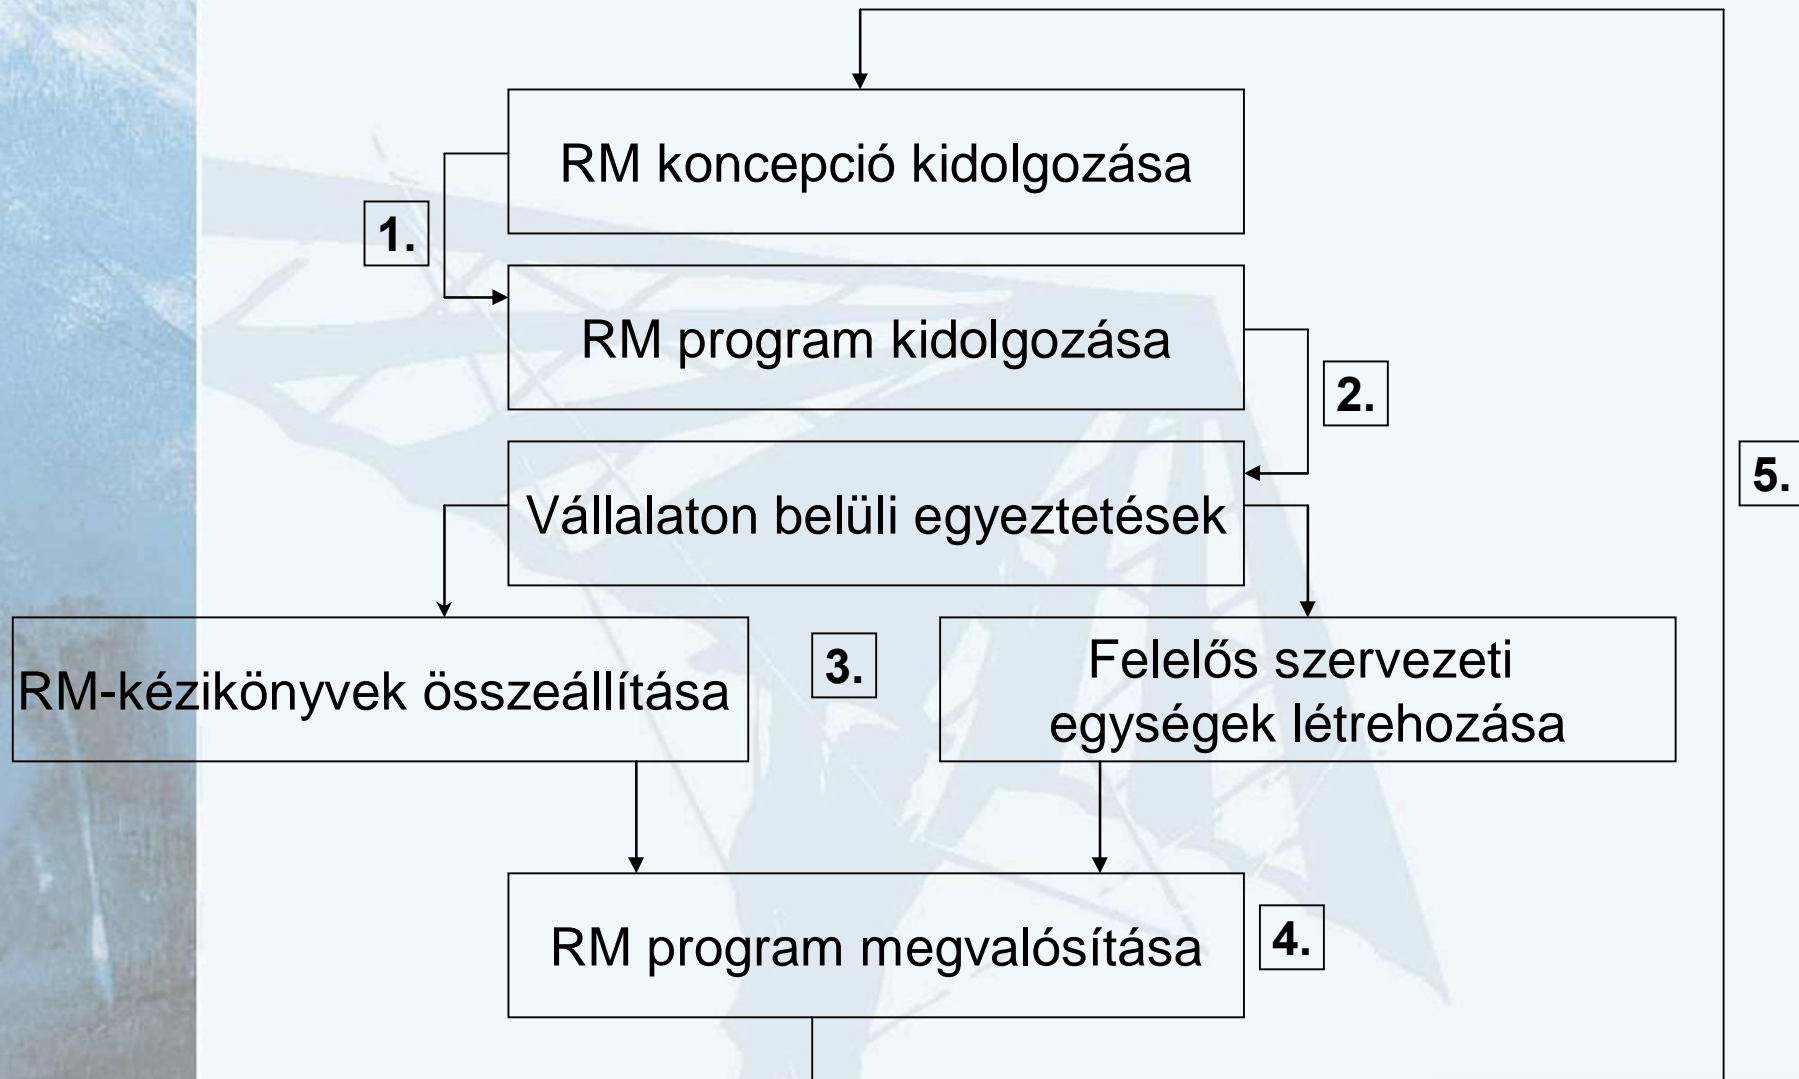 RM koncepció kidolgozása
1.
RM program kidolgozása
2.
5.
Vállalaton belüli egyeztetések
RM-kézikönyvek összeállítása
3.
Felelős szervezeti
egységek létrehozása
RM program megvalósítása
4.